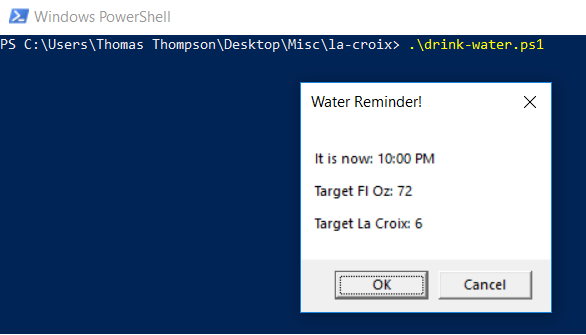 Windows PowerShell
PS C:\Users\Thomas Thompson\Desktop\Misc\la-croix> .\drink-water.ps1
Water Reminder!
It is now: 10:00 PM
Target Fl Oz: 72
Target La Croix: 6
OK
Cancel